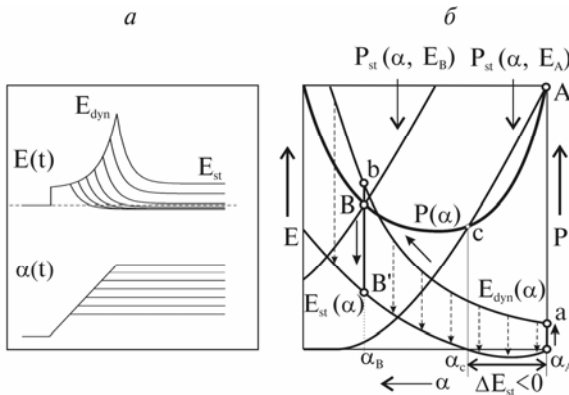 а
б
E_dyn
E(t)
E_st
α(t)
P_st(α, E_B)
P_st(α, E_A)
A
b
B
P(α)
c
E
P
B'
E_st(α)
E_dyn(α)
a
α_B
α_c
α_A
α
ΔE_st<0